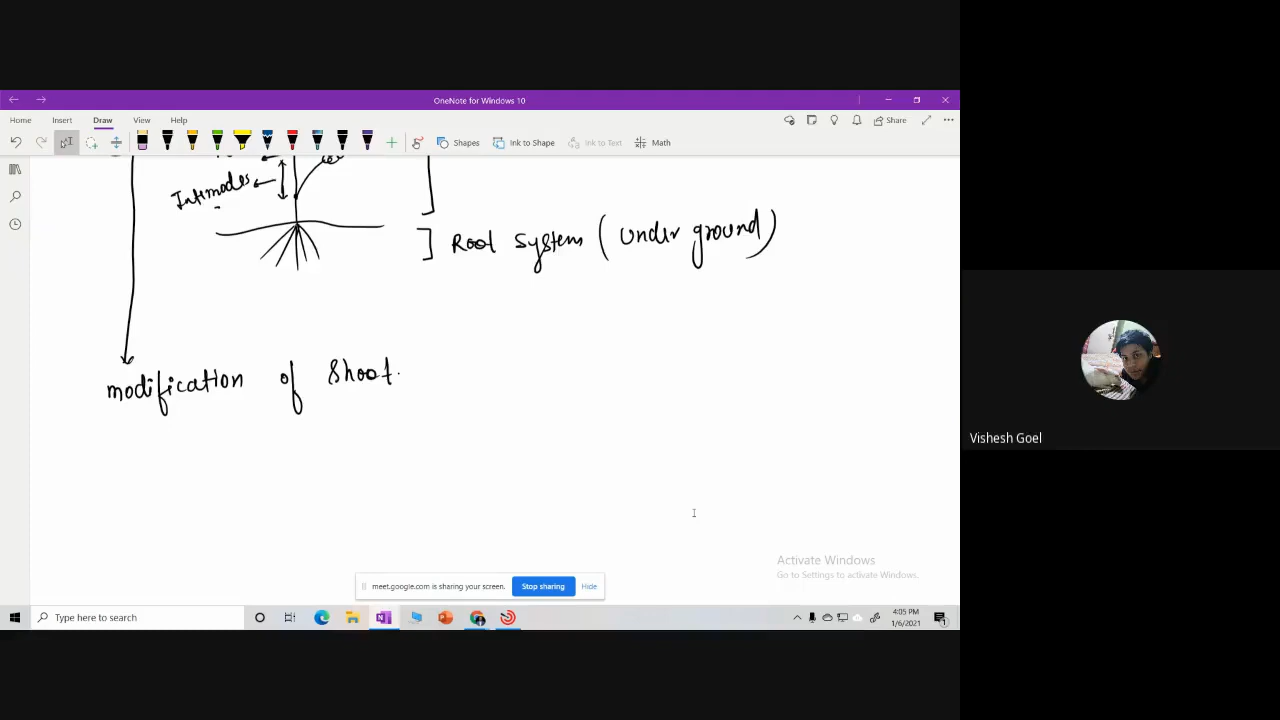 OneNote for Windows 10
Home Insert Draw View Help
Share
Shapes Ink to Shape Ink to Text Math
Internodes
Root System (Under ground)
modification of Shoot.
Vishesh Goel
Activate Windows
Go to Settings to activate Windows.
meet.google.com is sharing your screen. Stop sharing Hide
Type here to search
4:05 PM
1/6/2021